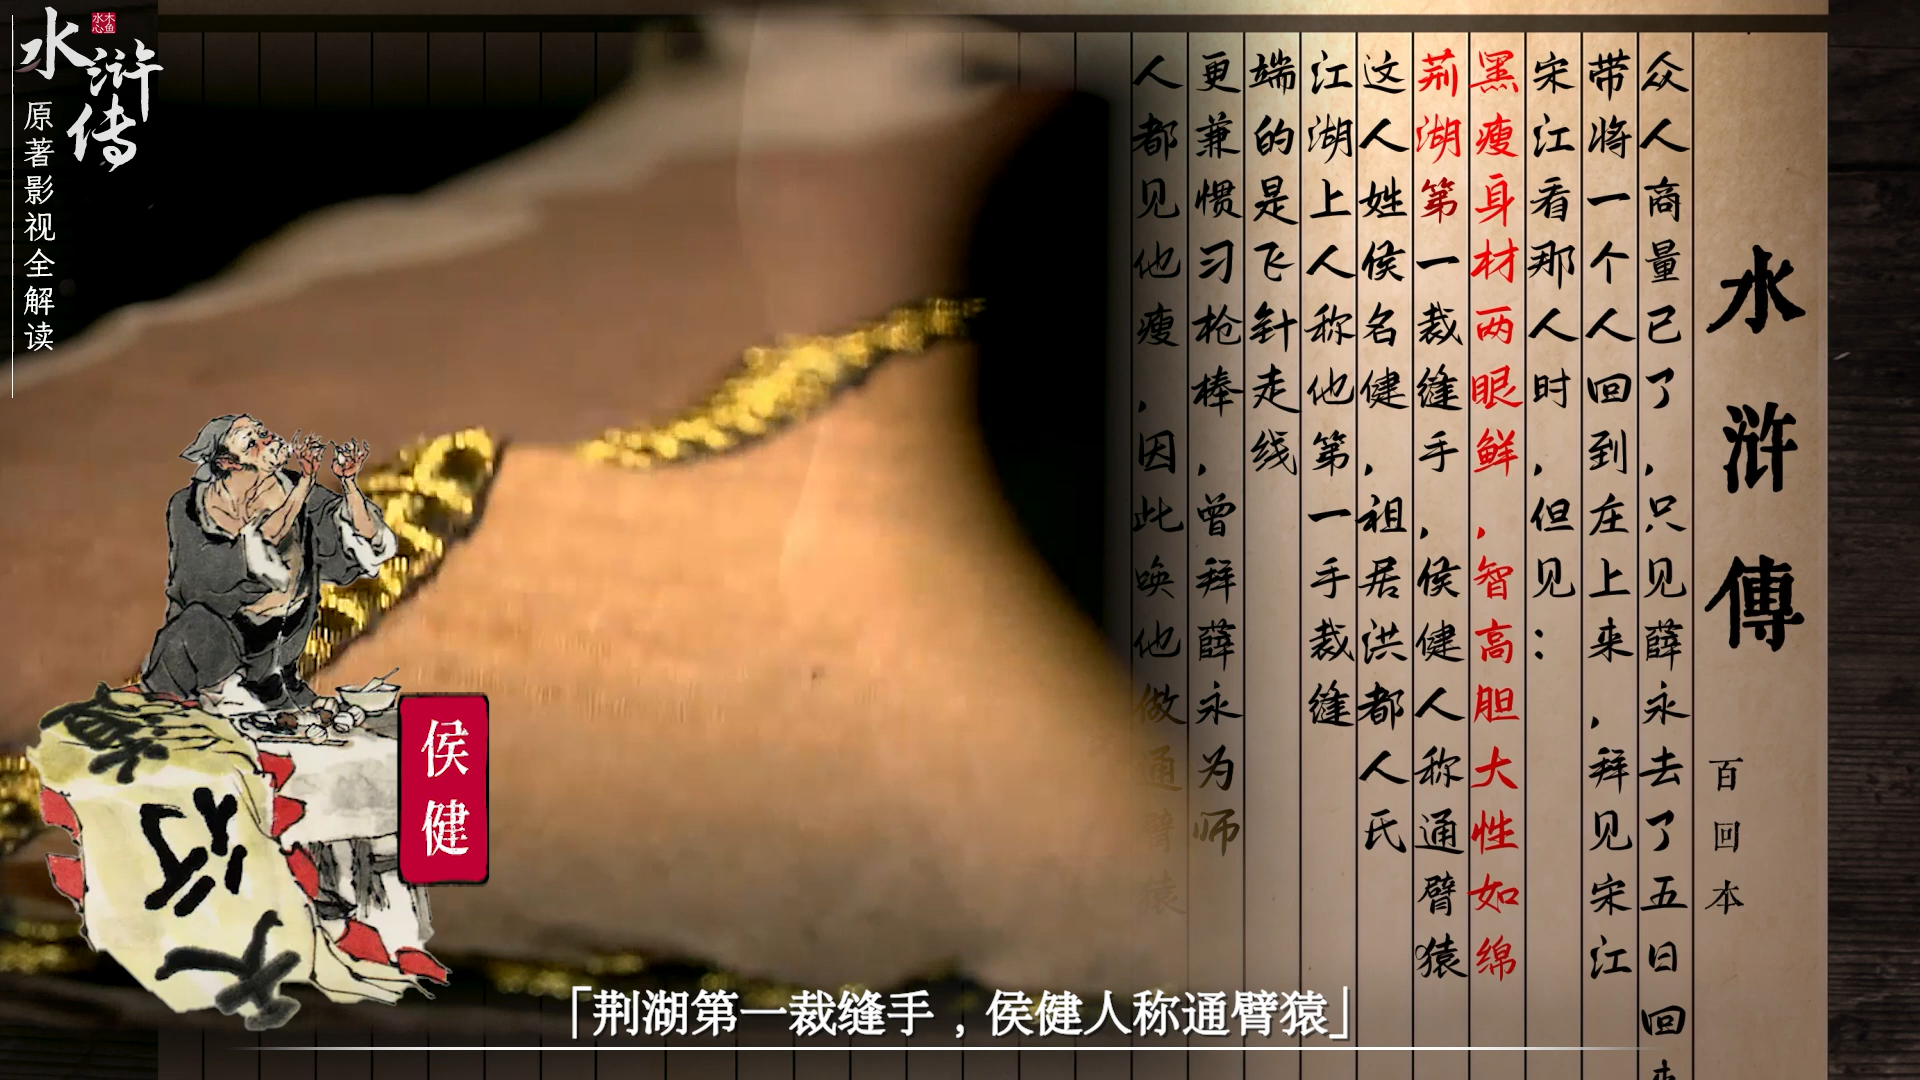 水浒传
木鱼
水心
原著影视全解读
水浒傳
百回本
众人商量已了，只见薛永去了五日回来
带将一个人回到庄上来，拜见宋江
宋江看那人时，但见：
黑瘦身材两眼鲜，智高胆大性如绵
荆湖第一裁缝手，侯健人称通臂猿
这人姓侯名健，祖居洪都人氏
江湖上人称他第一手裁缝
端的是飞针走线
更兼惯习枪棒，曾拜薛永为师
人都见他瘦，因此唤他做通臂猿
侯健
天行道
「荆湖第一裁缝手，侯健人称通臂猿」